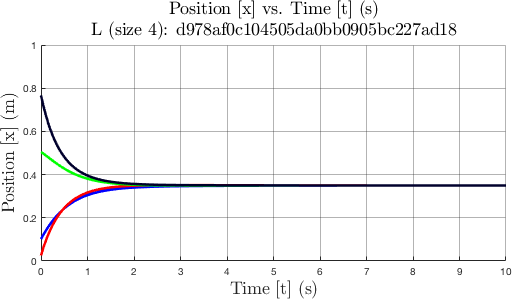 Position [x] vs. Time [t] (s)
L (size 4): d978af0c104505da0bb0905bc227ad18
1
0.8
0.6
0.4
0.2
0
Position [x] (m)
0 1 2 3 4 5 6 7 8 9 10
Time [t] (s)